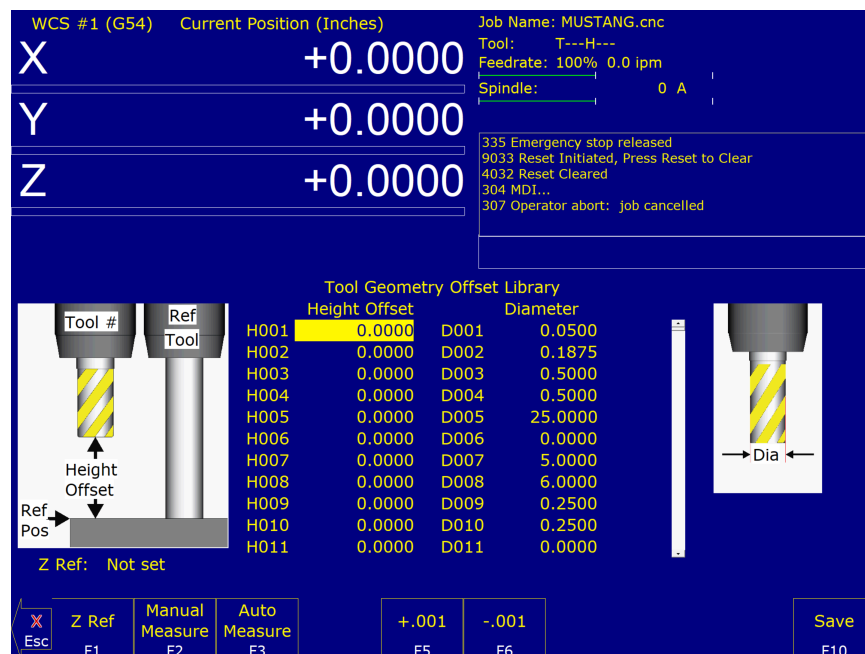 WCS #1 (G54) Current Position (Inches)
X +0.0000
Y +0.0000
Z +0.0000
Job Name: MUSTANG.cnc
Tool: T---H---
Feedrate: 100% 0.0 ipm
Spindle: 0 A
335 Emergency stop released
9033 Reset Initiated, Press Reset to Clear
4032 Reset Cleared
304 MDI...
307 Operator abort: job cancelled
Tool Geometry Offset Library
Height Offset Diameter
H001 0.0000 D001 0.0500
H002 0.0000 D002 0.1875
H003 0.0000 D003 0.5000
H004 0.0000 D004 0.5000
H005 0.0000 D005 25.0000
H006 0.0000 D006 0.0000
H007 0.0000 D007 5.0000
H008 0.0000 D008 6.0000
H009 0.0000 D009 0.2500
H010 0.0000 D010 0.2500
H011 0.0000 D011 0.0000
Tool #
Ref
Tool
Height
Offset
Ref
Pos
Dia
Z Ref: Not set
X
Esc
Z Ref
F1
Manual
Measure
F2
Auto
Measure
F3
+.001
F5
-.001
F6
Save
F10